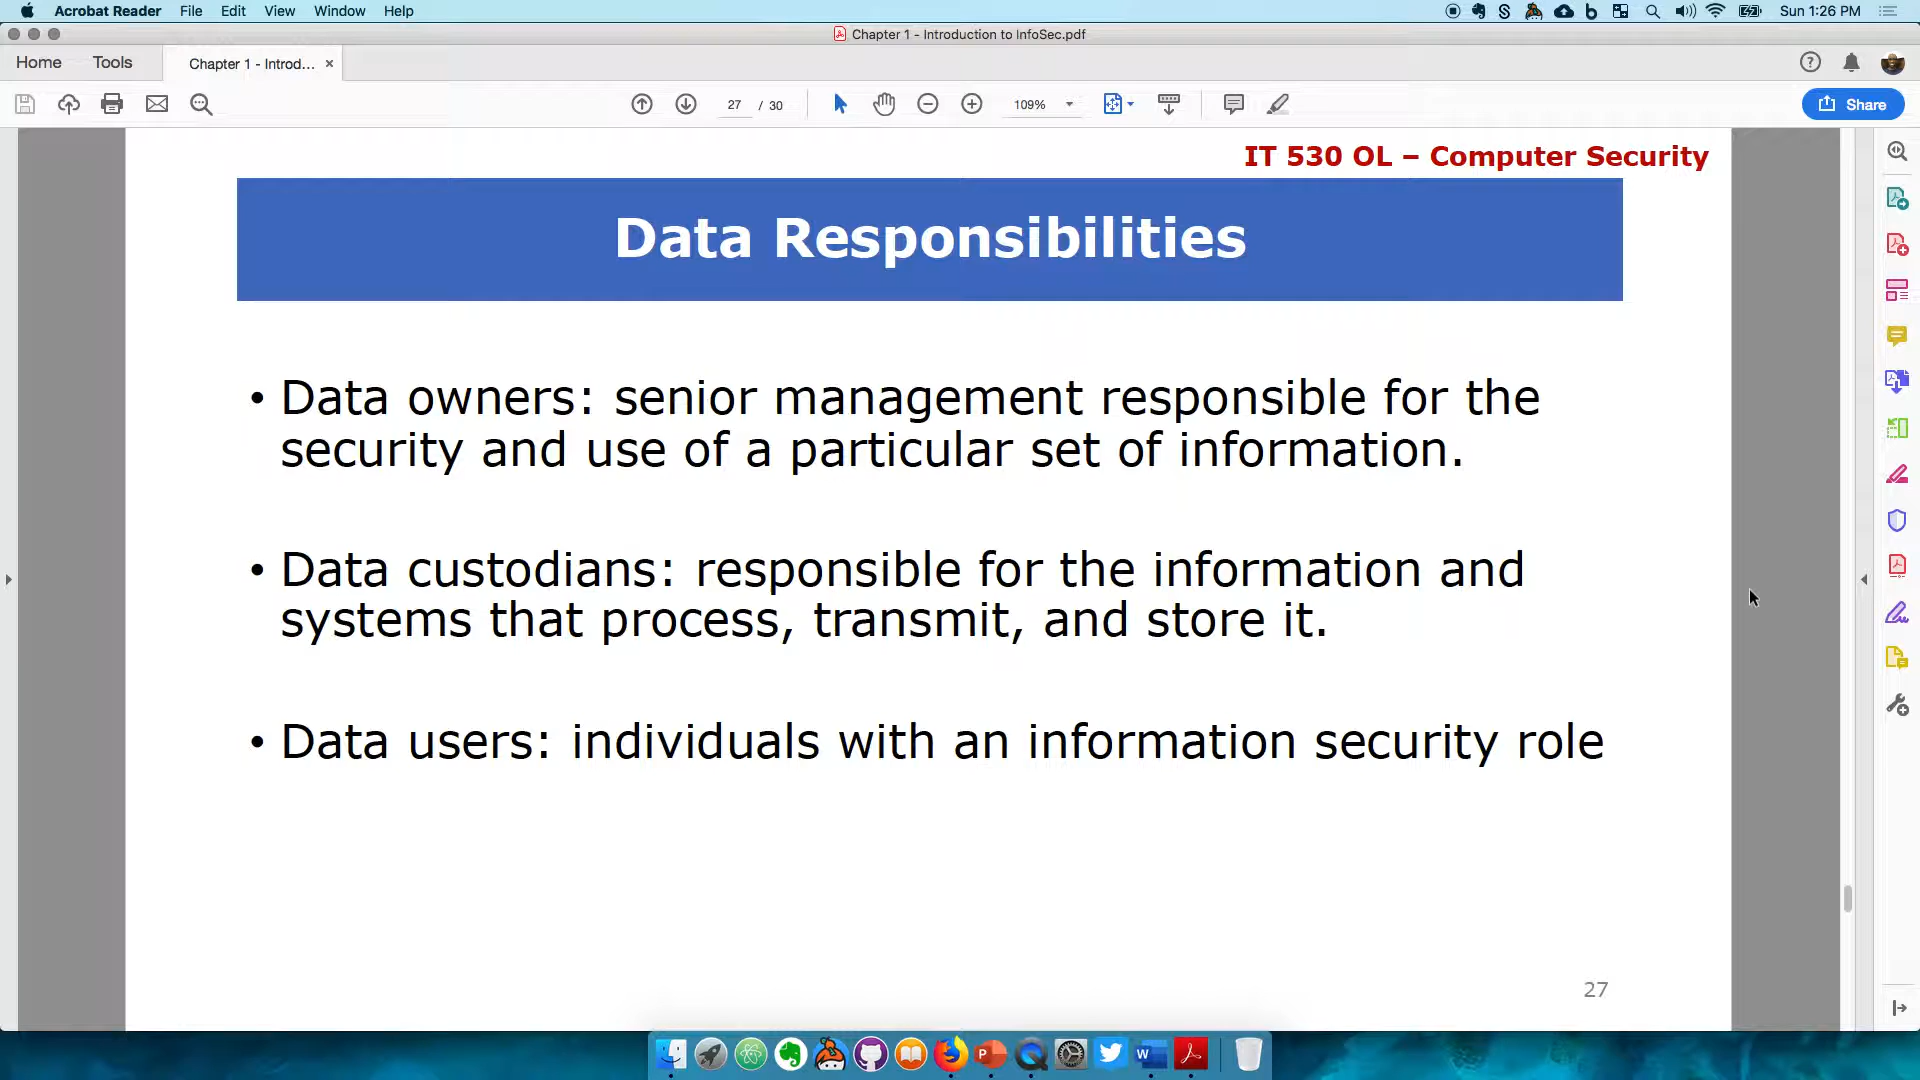 Acrobat Reader File Edit View Window Help Sun 1:26 PM
Chapter 1 - Introduction to InfoSec.pdf
Home Tools Chapter 1 - Introd... ×
27 / 30 109% Share
IT 530 OL – Computer Security
Data Responsibilities
• Data owners: senior management responsible for the
security and use of a particular set of information.
• Data custodians: responsible for the information and
systems that process, transmit, and store it.
• Data users: individuals with an information security role
27